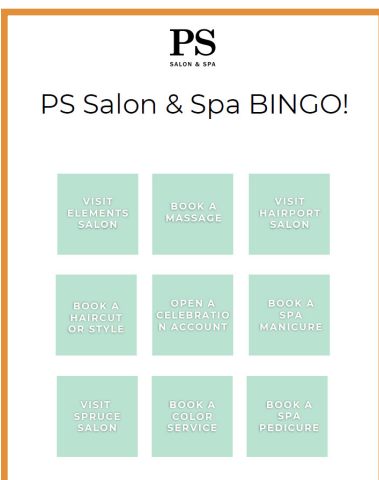 PS
SALON & SPA
PS Salon & Spa BINGO!
VISIT
ELEMENTS
SALON
BOOK A
MASSAGE
VISIT
HAIRPORT
SALON
BOOK A
HAIRCUT
OR STYLE
OPEN A
CELEBRATIO
N ACCOUNT
BOOK A
SPA
MANICURE
VISIT
SPRUCE
SALON
BOOK A
COLOR
SERVICE
BOOK A
SPA
PEDICURE